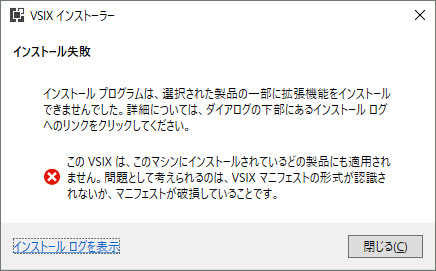 VSIX インストーラー
インストール失敗
インストール プログラムは、選択された製品の一部に拡張機能をインストール
できませんでした。詳細については、ダイアログの下部にあるインストール ログ
へのリンクをクリックしてください。
この VSIX は、このマシンにインストールされているどの製品にも適用され
ません。問題として考えられるのは、VSIX マニフェストの形式が認識さ
れないか、マニフェストが破損していることです。
インストール ログを表示
閉じる(C)